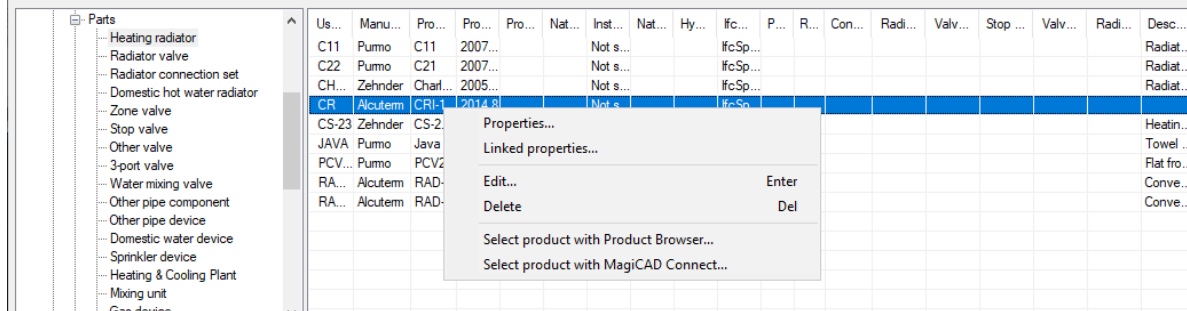 Parts
Heating radiator
Radiator valve
Radiator connection set
Domestic hot water radiator
Zone valve
Stop valve
Other valve
3-port valve
Water mixing valve
Other pipe component
Other pipe device
Domestic water device
Sprinkler device
Heating & Cooling Plant
Mixing unit
Gas device
Us... Manu... Pro... Pro... Pro... Nat... Inst... Nat... Hy... Ifc... P... R... Con... Radi... Valv... Stop ... Valv... Radi... Desc...
C11 Purmo C11 2007... Not s... IfcSp... Radiat...
C22 Purmo C21 2007... Not s... IfcSp... Radiat...
CH... Zehnder Charl... 2005... Not s... IfcSp... Radiat...
CR Alcuterm CRI-1 2014.8 Not s... IfcSp...
CS-23 Zehnder CS-2... Heatin...
JAVA Purmo Java Towel ...
PCV... Purmo PCV2 Flat fro...
RA... Alcuterm RAD- Conve...
RA... Alcuterm RAD- Conve...
Properties...
Linked properties...
Edit... Enter
Delete Del
Select product with Product Browser...
Select product with MagiCAD Connect...